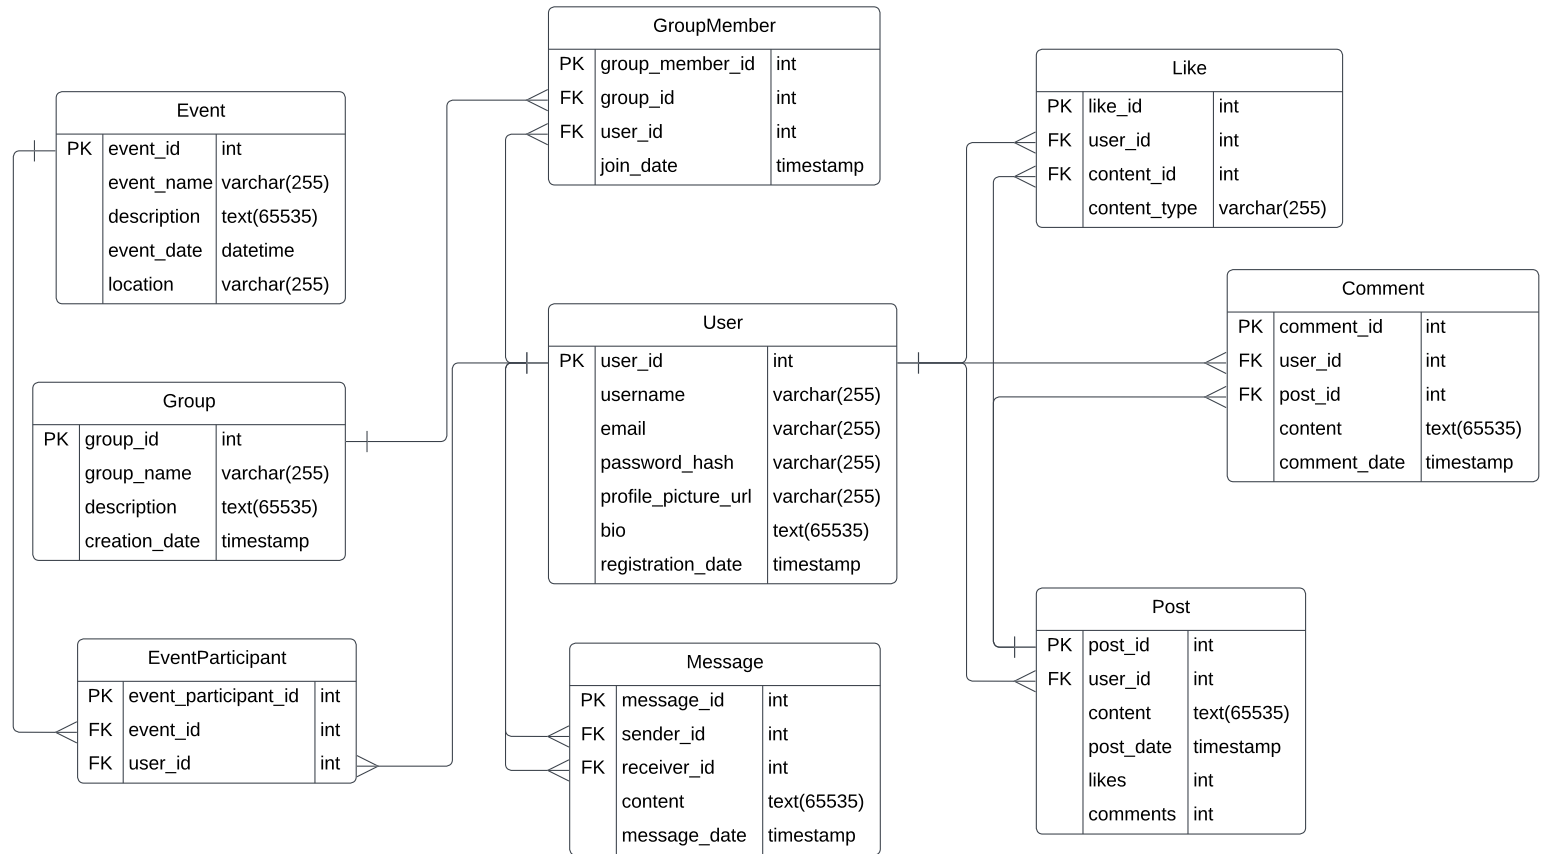 GroupMember
PK group_member_id int
FK group_id int
FK user_id int
join_date timestamp
Like
PK like_id int
FK user_id int
FK content_id int
content_type varchar(255)
Event
PK event_id int
event_name varchar(255)
description text(65535)
event_date datetime
location varchar(255)
Comment
PK comment_id int
FK user_id int
FK post_id int
content text(65535)
comment_date timestamp
User
PK user_id int
username varchar(255)
email varchar(255)
password_hash varchar(255)
profile_picture_url varchar(255)
bio text(65535)
registration_date timestamp
Group
PK group_id int
group_name varchar(255)
description text(65535)
creation_date timestamp
Post
PK post_id int
FK user_id int
content text(65535)
post_date timestamp
likes int
comments int
EventParticipant
PK event_participant_id int
FK event_id int
FK user_id int
Message
PK message_id int
FK sender_id int
FK receiver_id int
content text(65535)
message_date timestamp